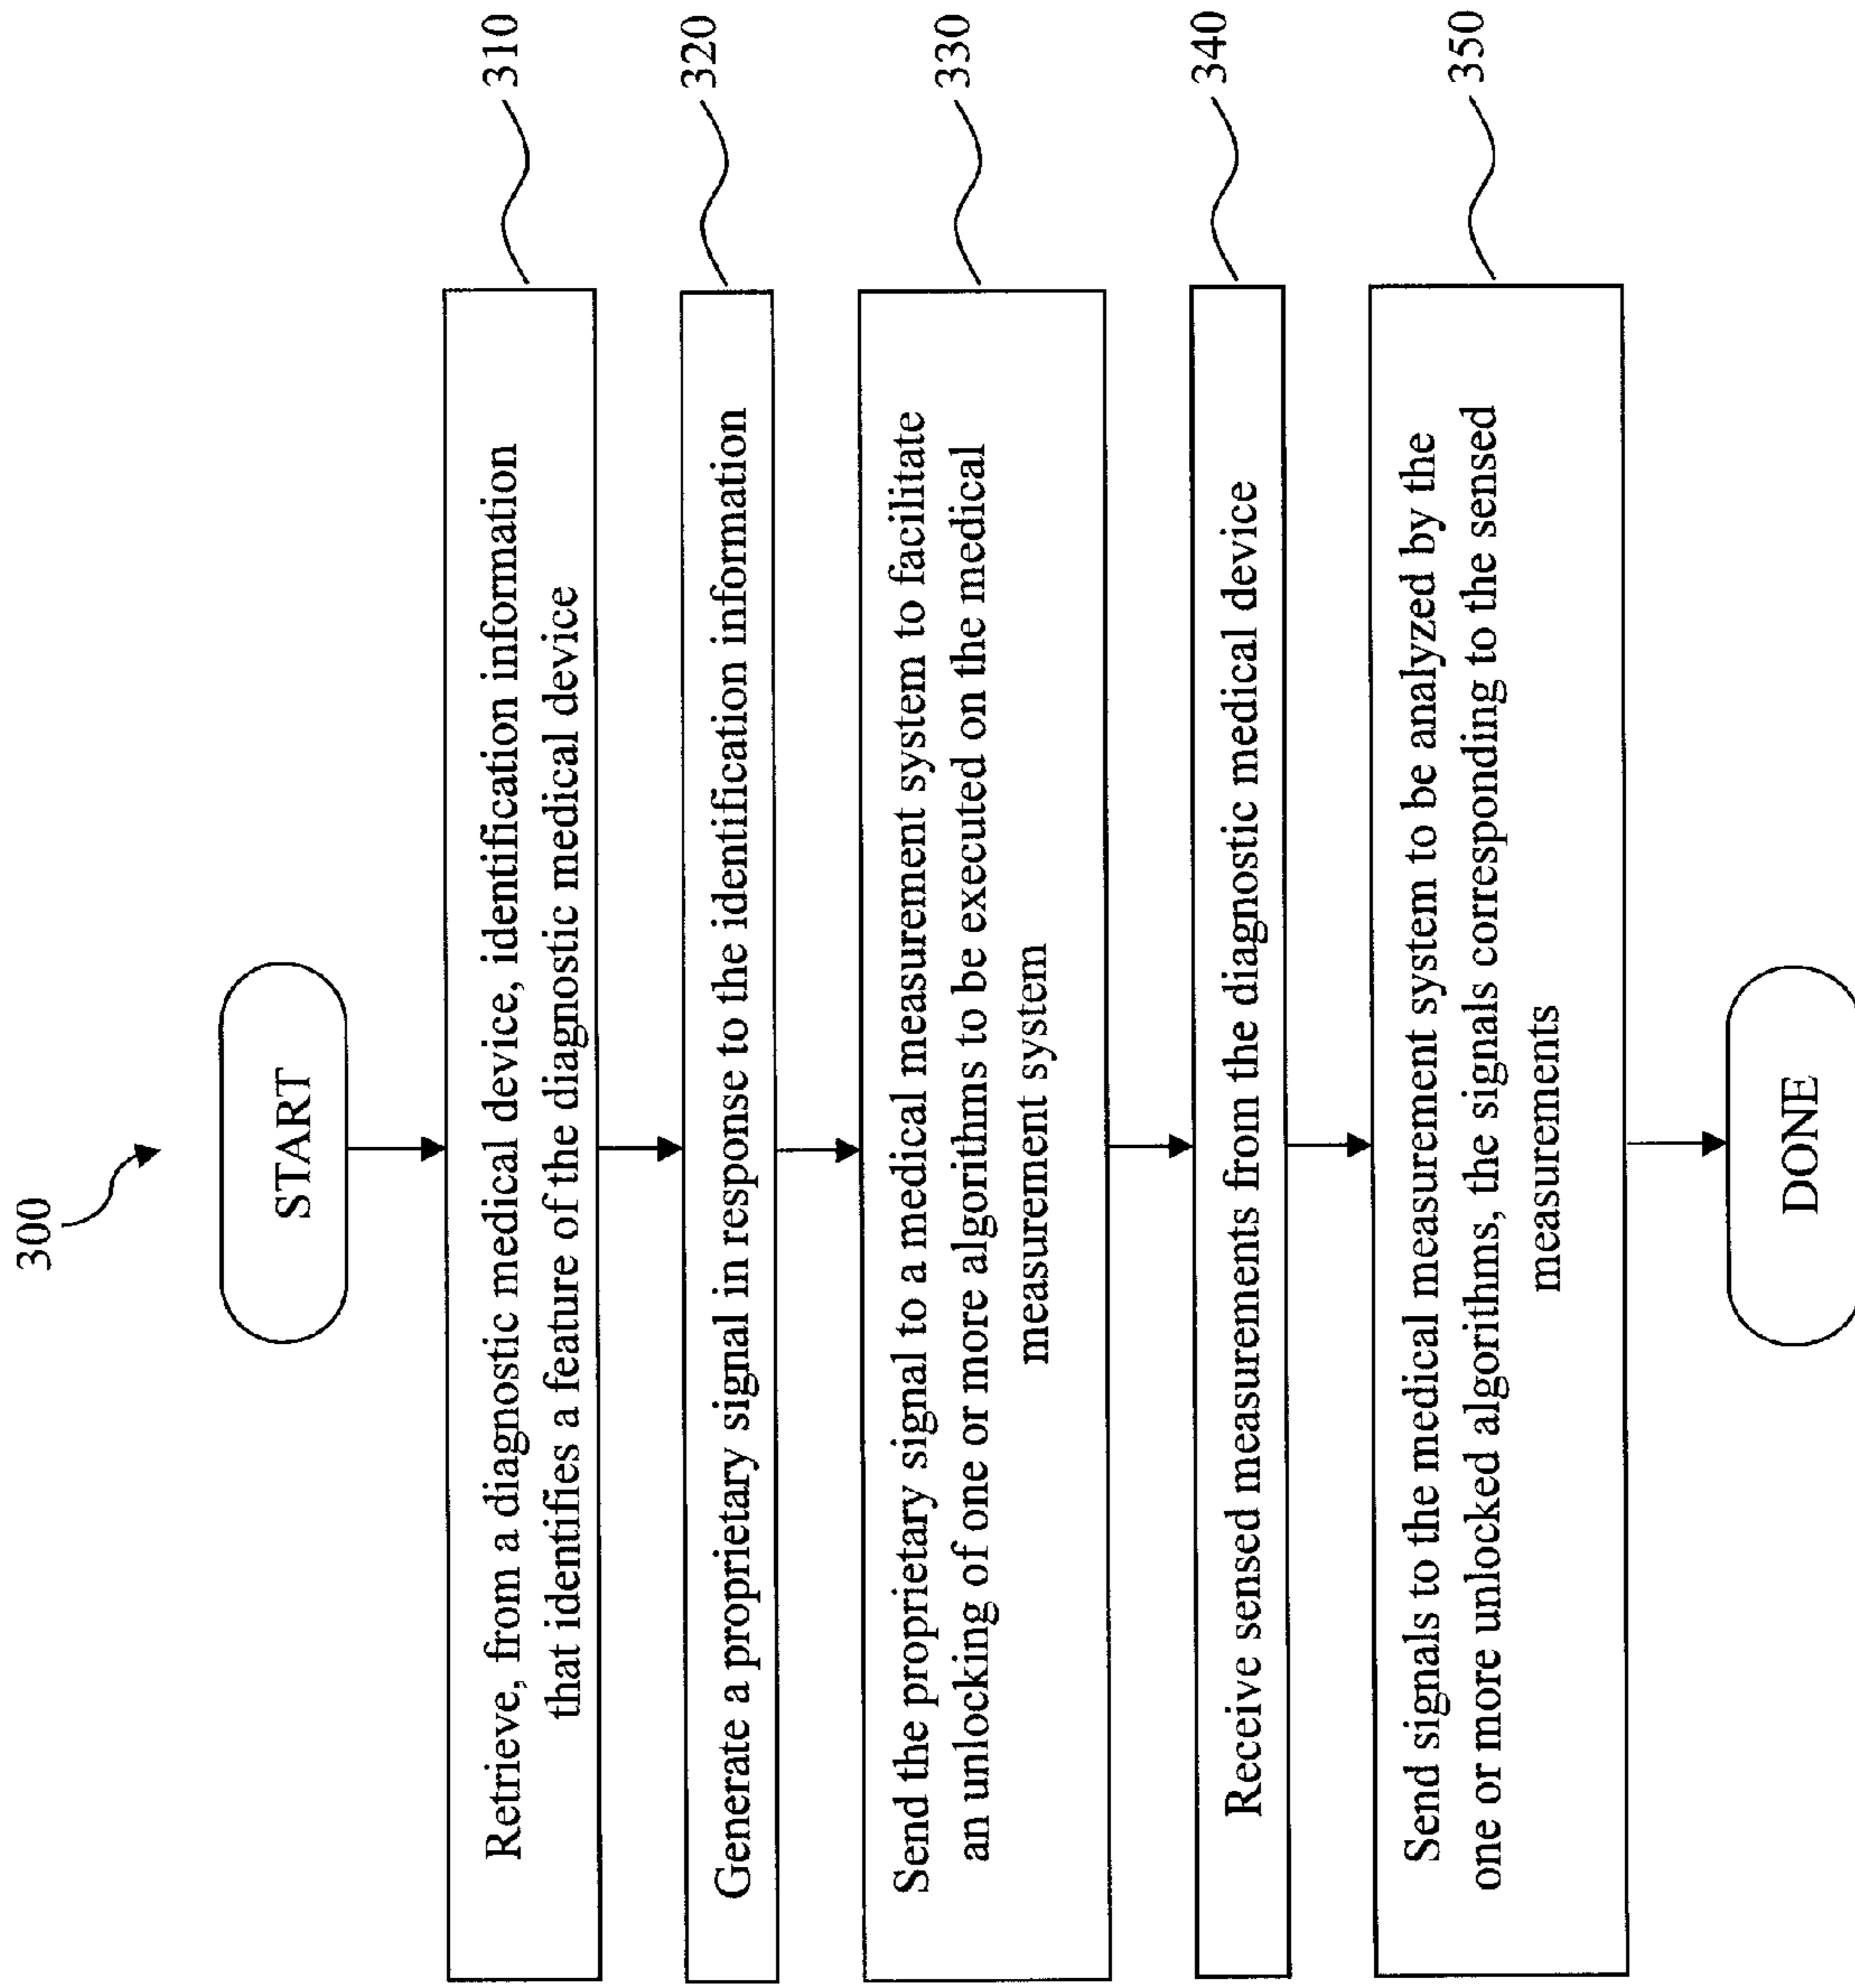 300
START
Retrieve, from a diagnostic medical device, identification information
that identifies a feature of the diagnostic medical device
310
Generate a proprietary signal in response to the identification information
320
Send the proprietary signal to a medical measurement system to facilitate
an unlocking of one or more algorithms to be executed on the medical
measurement system
330
Receive sensed measurements from the diagnostic medical device
340
Send signals to the medical measurement system to be analyzed by the
one or more unlocked algorithms, the signals corresponding to the sensed
measurements
350
DONE